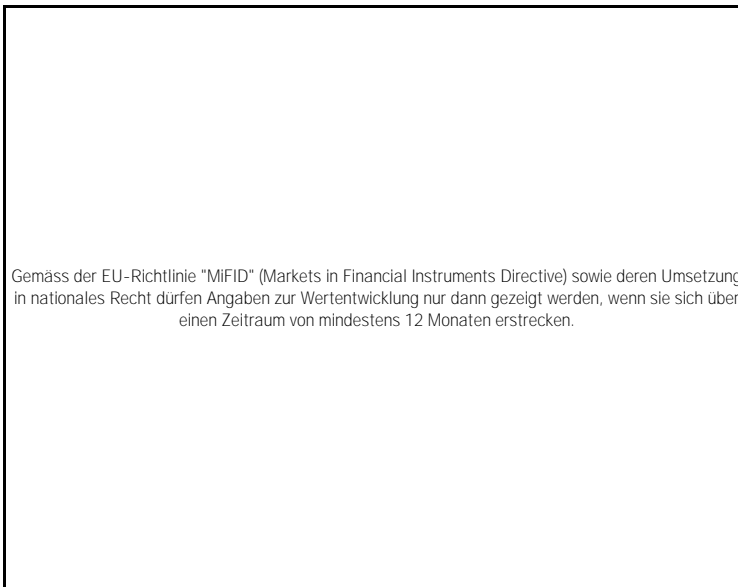 Gemäss der EU-Richtlinie "MiFID" (Markets in Financial Instruments Directive) sowie deren Umsetzung
in nationales Recht dürfen Angaben zur Wertentwicklung nur dann gezeigt werden, wenn sie sich über
einen Zeitraum von mindestens 12 Monaten erstrecken.